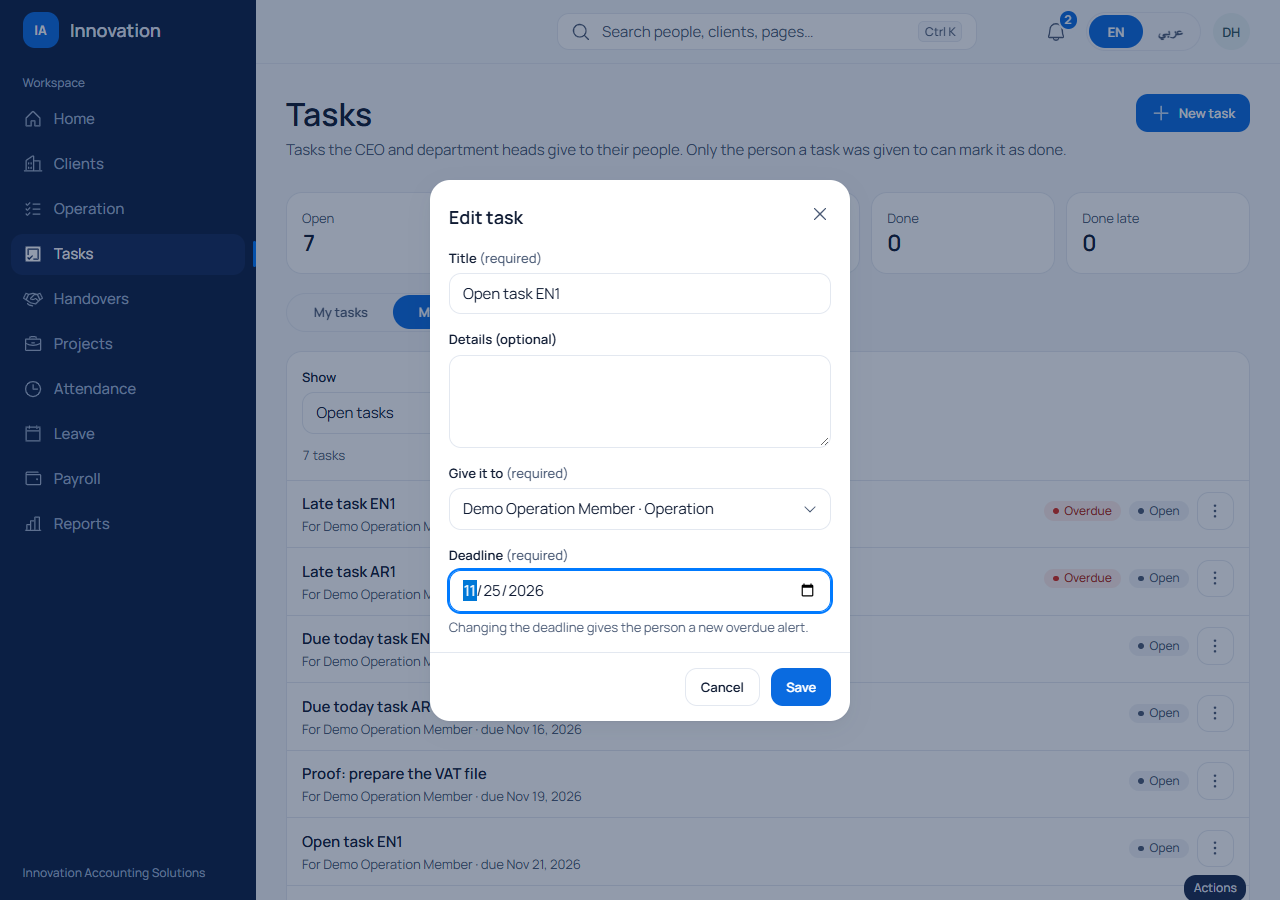 IA Innovation
Search people, clients, pages... Ctrl K
2
EN عربي DH
Workspace
Home
Clients
Operation
Tasks
Handovers
Projects
Attendance
Leave
Payroll
Reports
Innovation Accounting Solutions
Tasks
New task
Tasks the CEO and department heads give to their people. Only the person a task was given to can mark it as done.
Open
7
Done
0
Done late
0
My tasks
M
Show
Open tasks
7 tasks
Late task EN1
For Demo Operation M
Overdue Open
Late task AR1
For Demo Operation M
Overdue Open
Due today task EN
For Demo Operation M
Open
Due today task AR
For Demo Operation Member · due Nov 16, 2026
Open
Proof: prepare the VAT file
For Demo Operation Member · due Nov 19, 2026
Open
Open task EN1
For Demo Operation Member · due Nov 21, 2026
Open
Actions
Edit task
Title (required)
Open task EN1
Details (optional)
Give it to (required)
Demo Operation Member · Operation
Deadline (required)
11/25/2026
Changing the deadline gives the person a new overdue alert.
Cancel Save